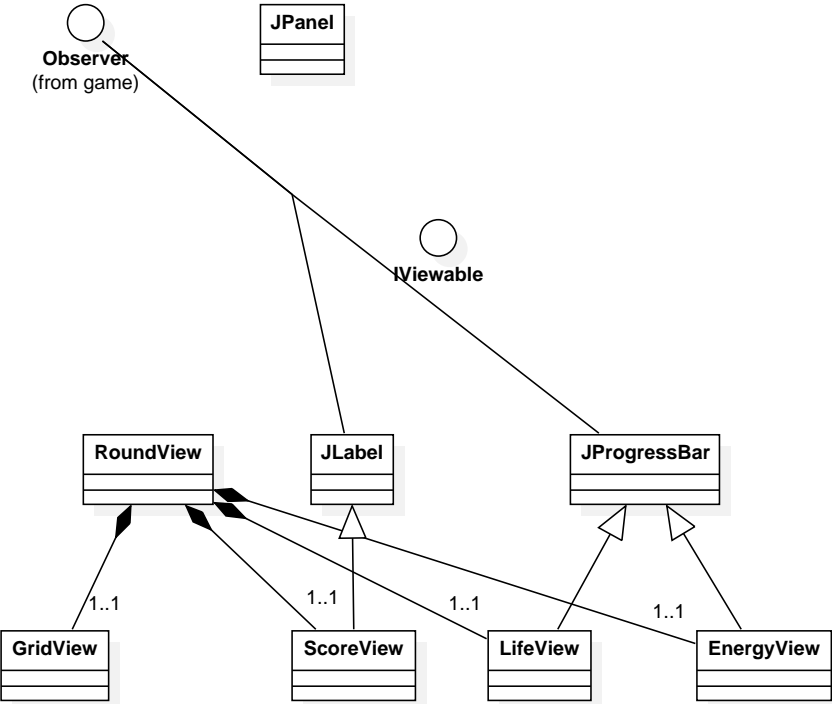 JPanel
Observer
(from game)
IViewable
RoundView
JLabel
JProgressBar
1..1
1..1
1..1
1..1
GridView
ScoreView
LifeView
EnergyView